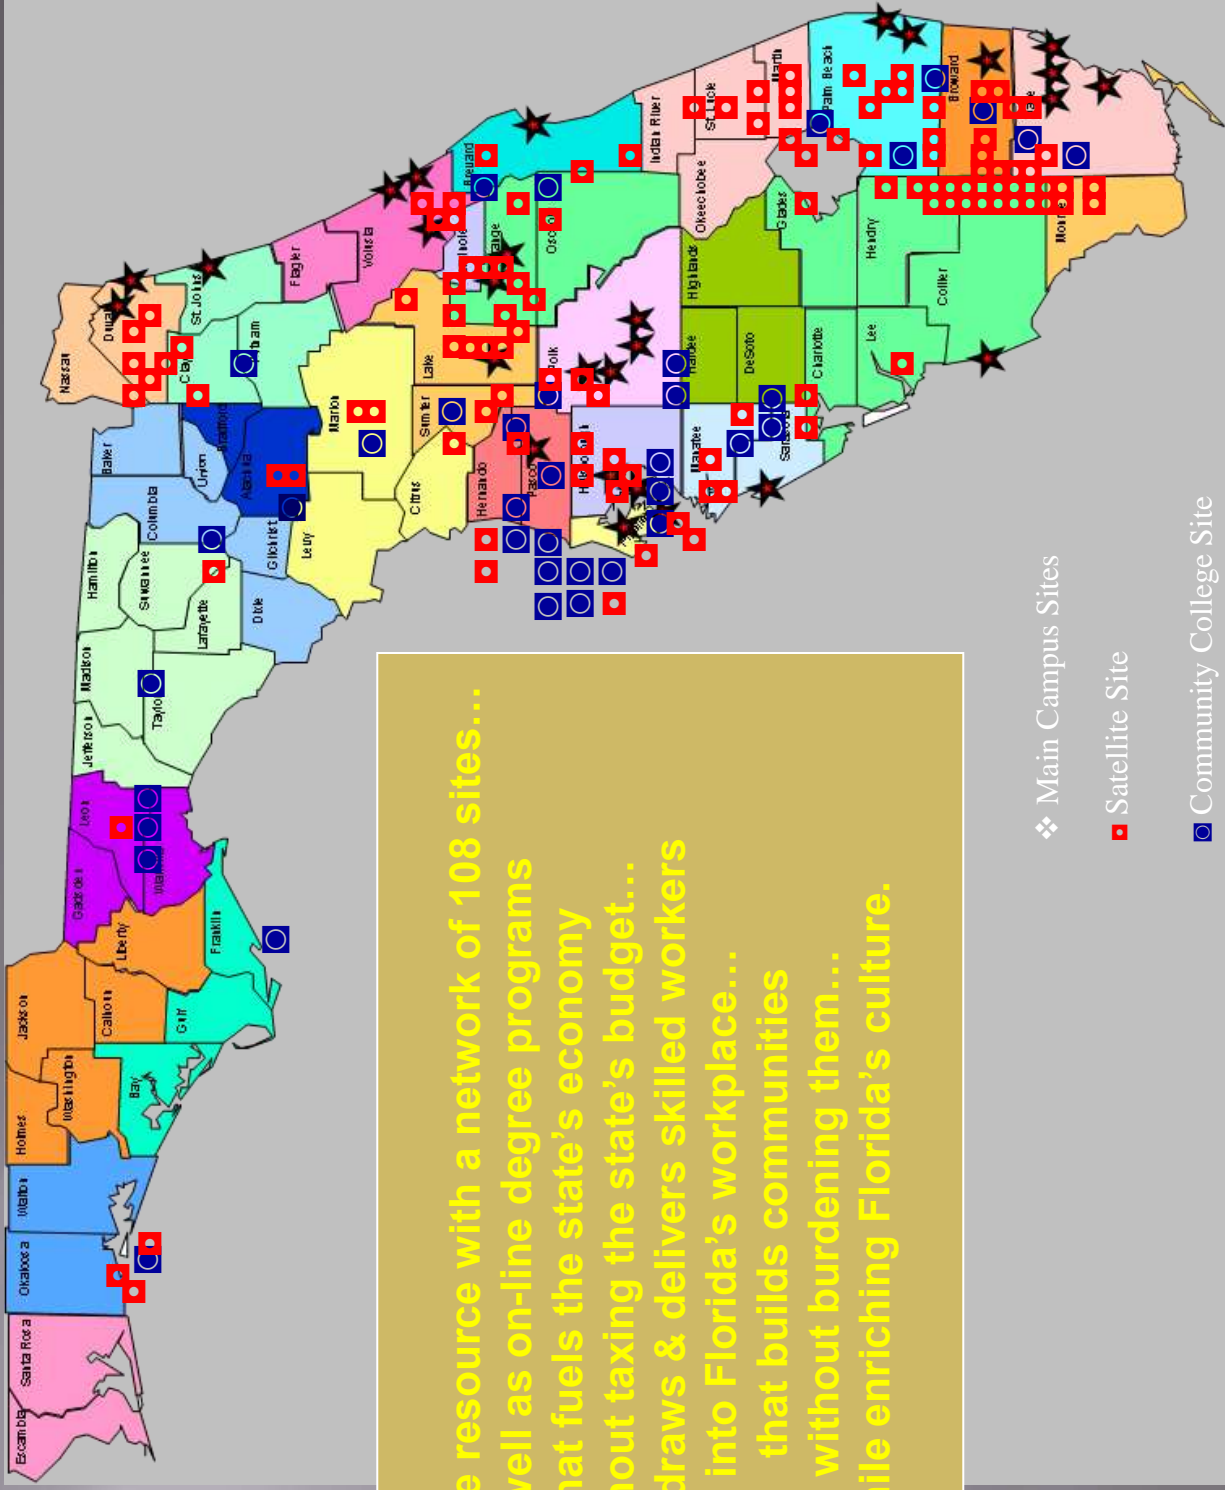 Escambia
Santa Rosa
Okaloosa
Walton
Holmes
Washington
Jackson
Bay
Calhoun
Gulf
Liberty
Gadsden
Franklin
Leon
Jefferson
Madison
Taylo
Hamilton
Suwannee
Lafayette
Dixie
Columbia
Baker
Union
Bradford
Alachua
Gilchrist
Levy
Nassau
Duval
Clay
St. Johns
Putnam
Flagler
Volusia
Marion
Citrus
Sumter
Lake
Hernando
Pasco
Polk
Brevard
Indian River
Okeechobee
St. Lucie
Martin
Highlands
Hardee
DeSoto
Manatee
Glades
Charlotte
Hendry
Lee
Collier
Palm Beach
Broward
Monroe
e resource with a network of 108 sites…
well as on-line degree programs
hat fuels the state’s economy
hout taxing the state’s budget…
draws & delivers skilled workers
into Florida’s workplace…
that builds communities
without burdening them…
hile enriching Florida’s culture.
❖ Main Campus Sites
Satellite Site
Community College Site